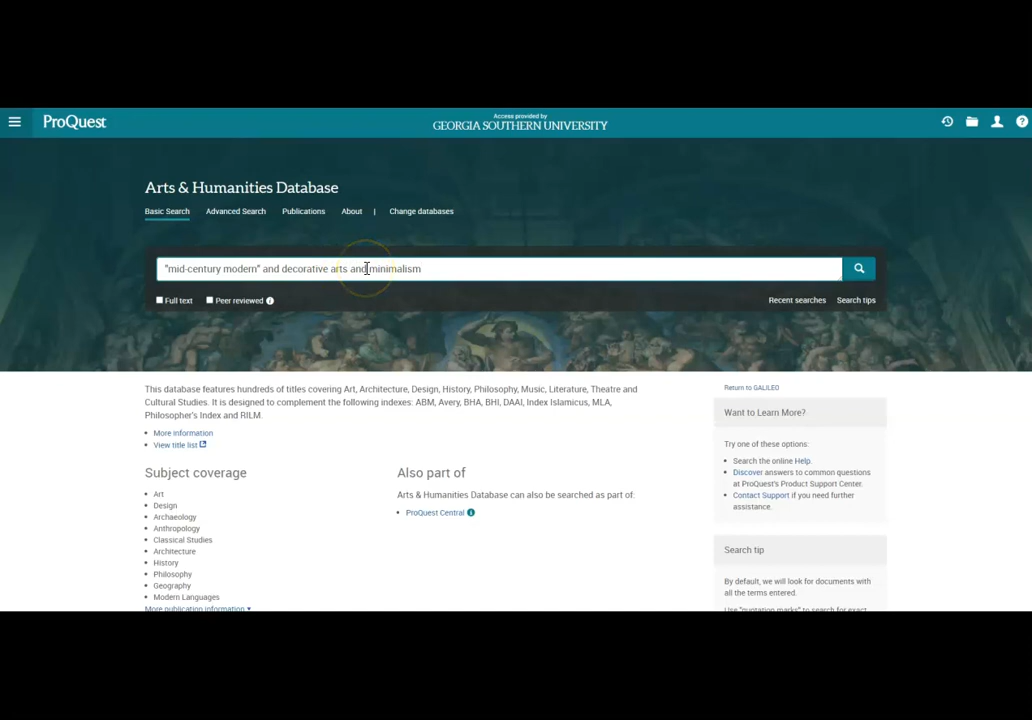 ProQuest
Access provided by
GEORGIA SOUTHERN UNIVERSITY
Arts & Humanities Database
Basic Search
Advanced Search
Publications
About
|
Change databases
"mid-century modern" and decorative arts and minimalism
Full text
Peer reviewed
Recent searches
Search tips
This database features hundreds of titles covering Art, Architecture, Design, History, Philosophy, Music, Literature, Theatre and
Cultural Studies. It is designed to complement the following indexes: ABM, Avery, BHA, BHI, DAAI, Index Islamicus, MLA,
Philosopher's Index and RILM.
• More information
• View title list
Subject coverage
• Art
• Design
• Archaeology
• Anthropology
• Classical Studies
• Architecture
• History
• Philosophy
• Geography
• Modern Languages
More publication information ▾
Also part of
Arts & Humanities Database can also be searched as part of:
• ProQuest Central
Return to GALILEO
Want to Learn More?
Try one of these options:
• Search the online Help.
• Discover answers to common questions
at ProQuest's Product Support Center.
• Contact Support if you need further
assistance.
Search tip
By default, we will look for documents with
all the terms entered.
Use "quotation marks" to search for exact